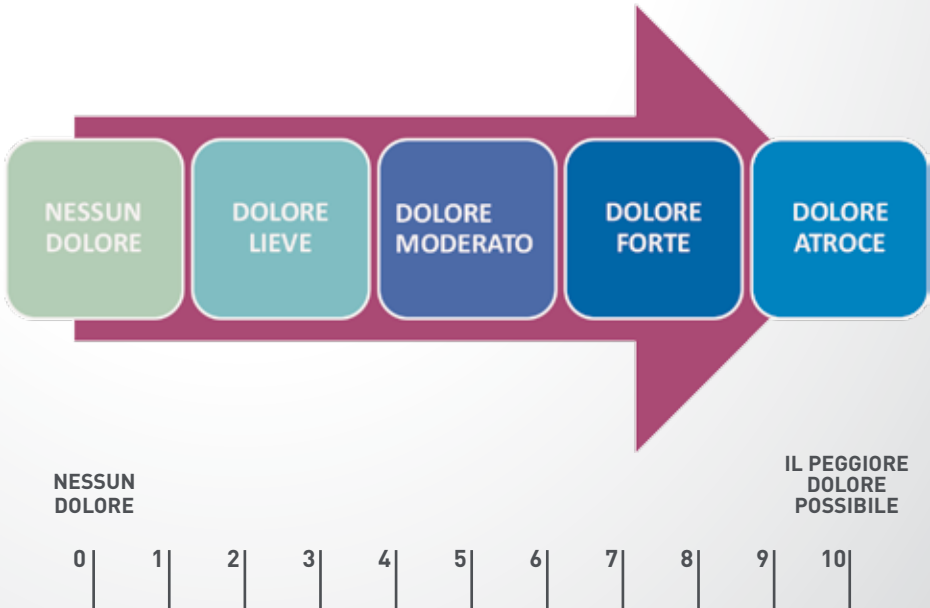 NESSUN
DOLORE
DOLORE
LIEVE
DOLORE
MODERATO
DOLORE
FORTE
DOLORE
ATROCE
NESSUN
DOLORE
IL PEGGIORE
DOLORE
POSSIBILE
0 1 2 3 4 5 6 7 8 9 10